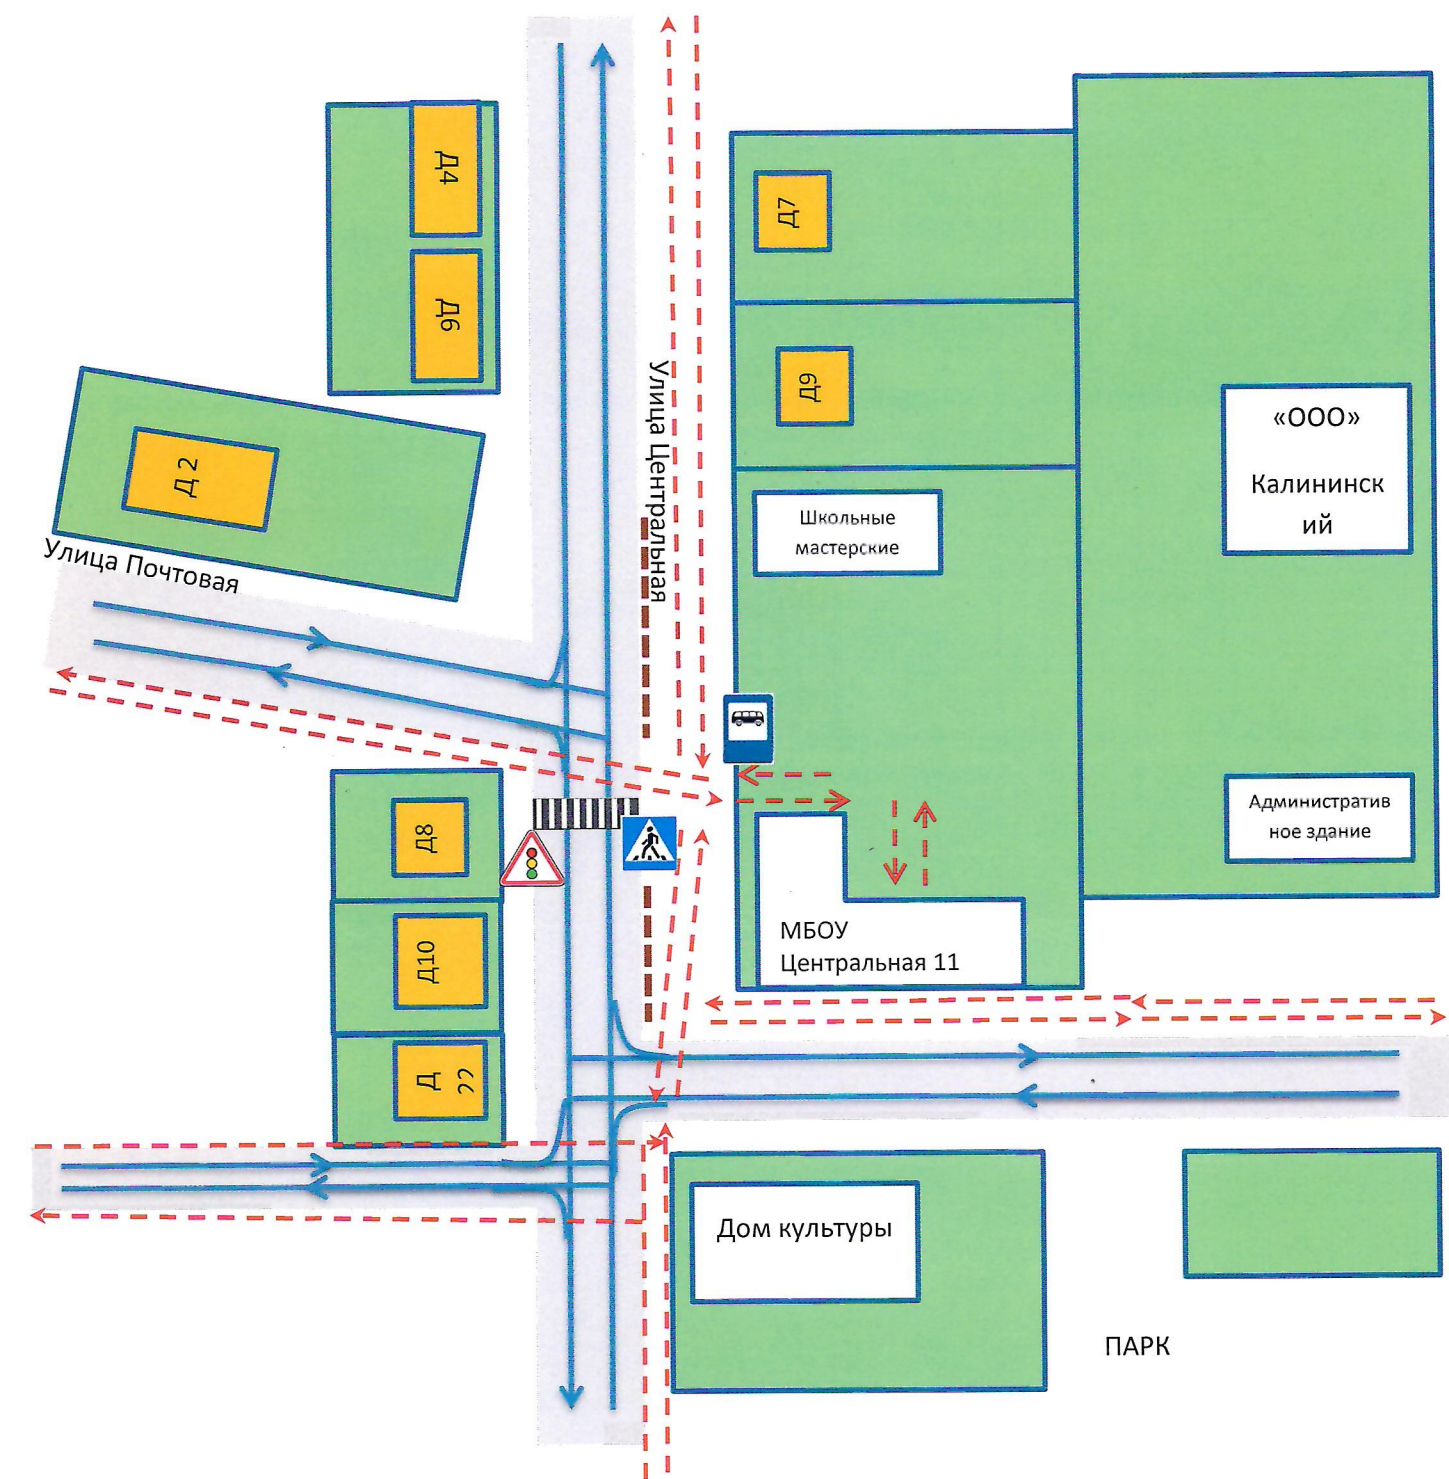 Д4
Д7
Д6
Улица Центральная
Д9
«ООО»
Калининск
ий
Д 2
Школьные
мастерские
Улица Почтовая
Административ
ное здание
Д8
МБОУ
Центральная 11
Д10
Д
22
Дом культуры
ПАРК